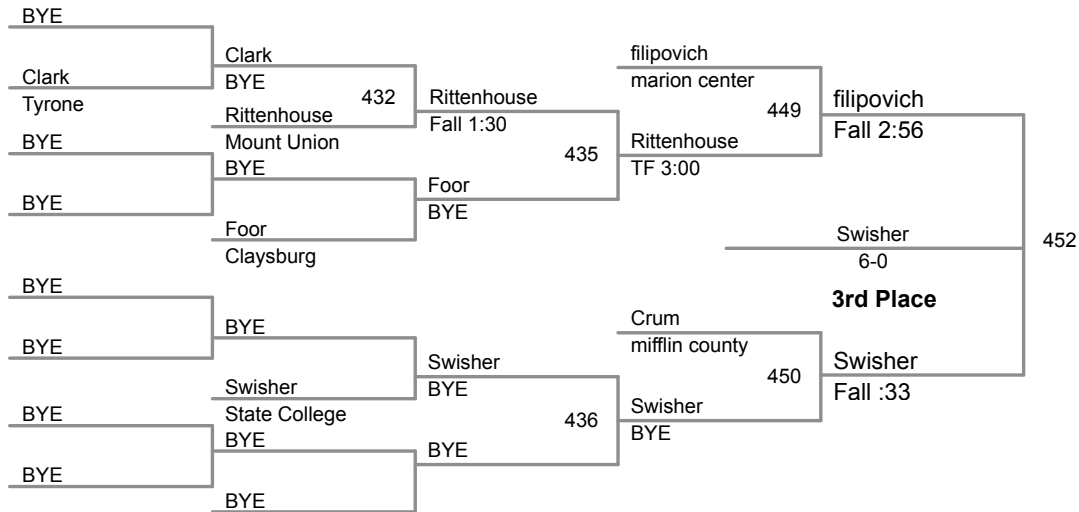 BYE
Clark
Tyrone
BYE
BYE
BYE
BYE
BYE
BYE
Clark
BYE
432
Rittenhouse
Mount Union
BYE
Foor
Claysburg
BYE
Swisher
State College
BYE
BYE
Rittenhouse
Fall 1:30
435
Foor
BYE
Swisher
BYE
436
BYE
filipovich
marion center
449
Rittenhouse
TF 3:00
Crum
mifflin county
450
Swisher
BYE
filipovich
Fall 2:56
Swisher
6-0
452
3rd Place
Swisher
Fall :33